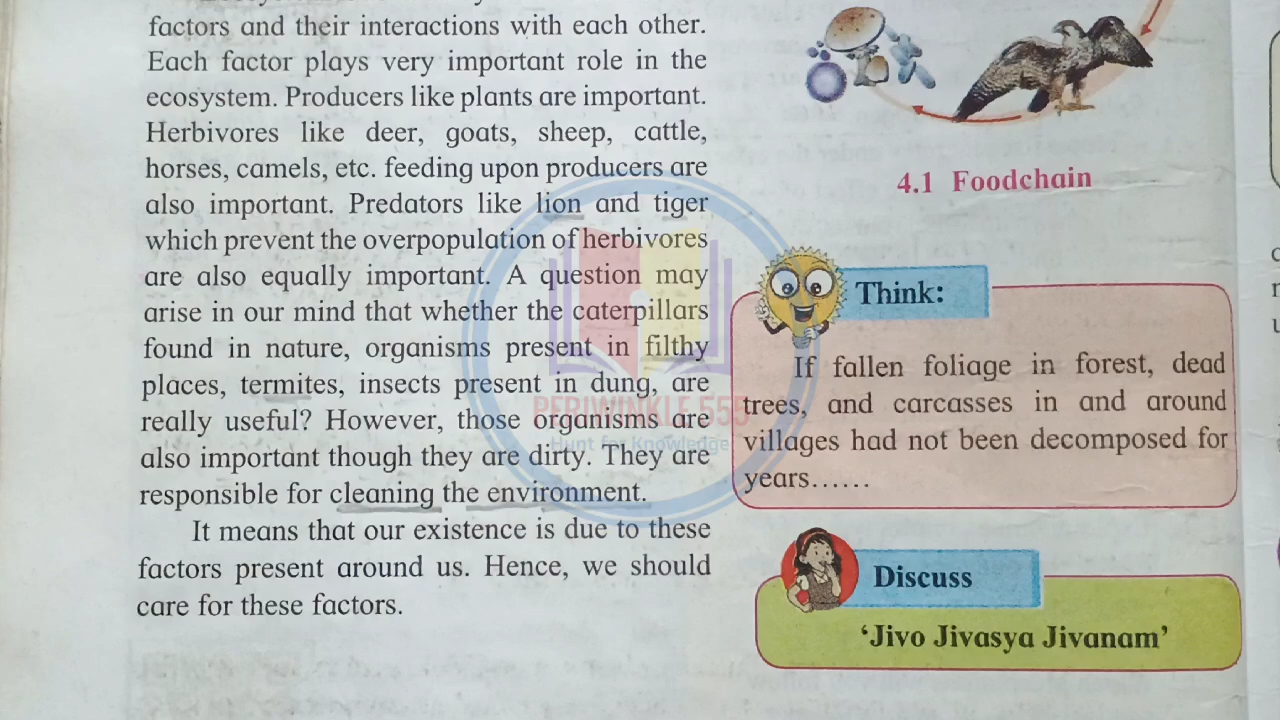 factors and their interactions with each other.
Each factor plays very important role in the
ecosystem. Producers like plants are important.
Herbivores like deer, goats, sheep, cattle,
horses, camels, etc. feeding upon producers are
also important. Predators like lion and tiger
which prevent the overpopulation of herbivores
are also equally important. A question may
arise in our mind that whether the caterpillars
found in nature, organisms present in filthy
places, termites, insects present in dung, are
really useful? However, those organisms are
also important though they are dirty. They are
responsible for cleaning the environment.
It means that our existence is due to these
factors present around us. Hence, we should
care for these factors.
PERIWINKLE 555
Hunt for Knowledge
4.1 Foodchain
Think:
If fallen foliage in forest, dead
trees, and carcasses in and around
villages had not been decomposed for
years......
Discuss
‘Jivo Jivasya Jivanam’